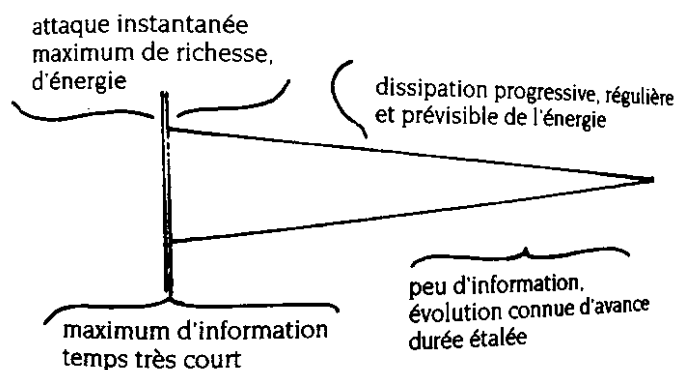 attaque instantanée
maximum de richesse,
d'énergie
dissipation progressive, régulière
et prévisible de l'énergie
maximum d'information
temps très court
peu d'information,
évolution connue d'avance
durée étalée